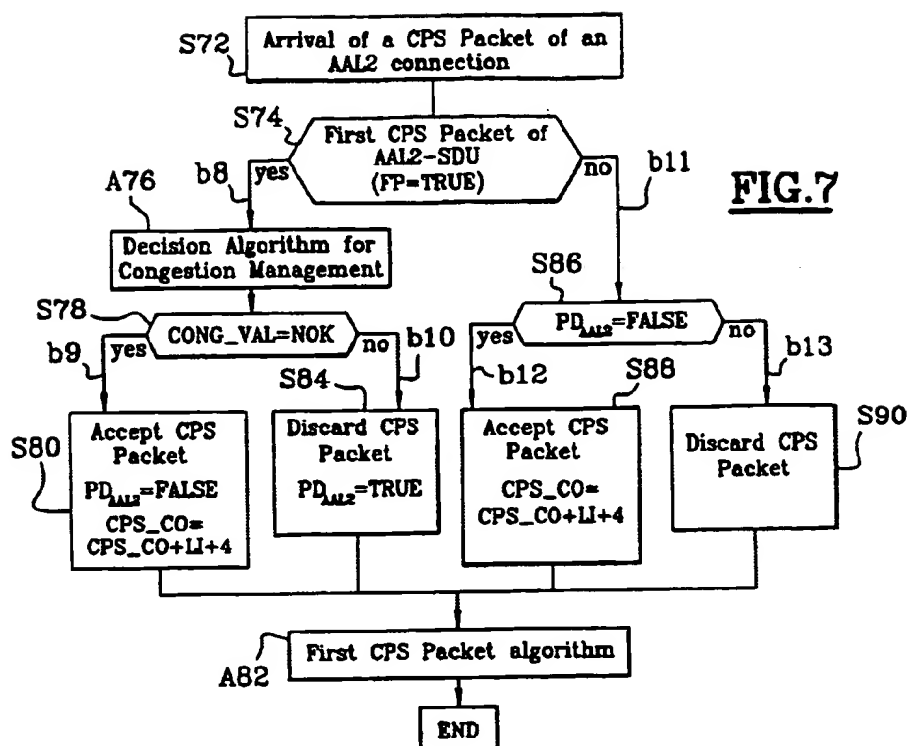 S72
Arrival of a CPS Packet of an
AAL2 connection
S74
First CPS Packet of
AAL2-SDU
(FP=TRUE)
b8
yes
no
b11
FIG.7
A76
Decision Algorithm for
Congestion Management
S86
PD_AAL2=FALSE
yes
no
b12
b13
S78
CONG_VAL=NOK
yes
no
b9
b10
S84
S88
S80
Accept CPS
Packet
PD_AAL2=FALSE
CPS_CO=
CPS_CO+LI+4
Discard CPS
Packet
PD_AAL2=TRUE
Accept CPS
Packet
CPS_CO=
CPS_CO+LI+4
Discard CPS
Packet
S90
First CPS Packet algorithm
A82
END